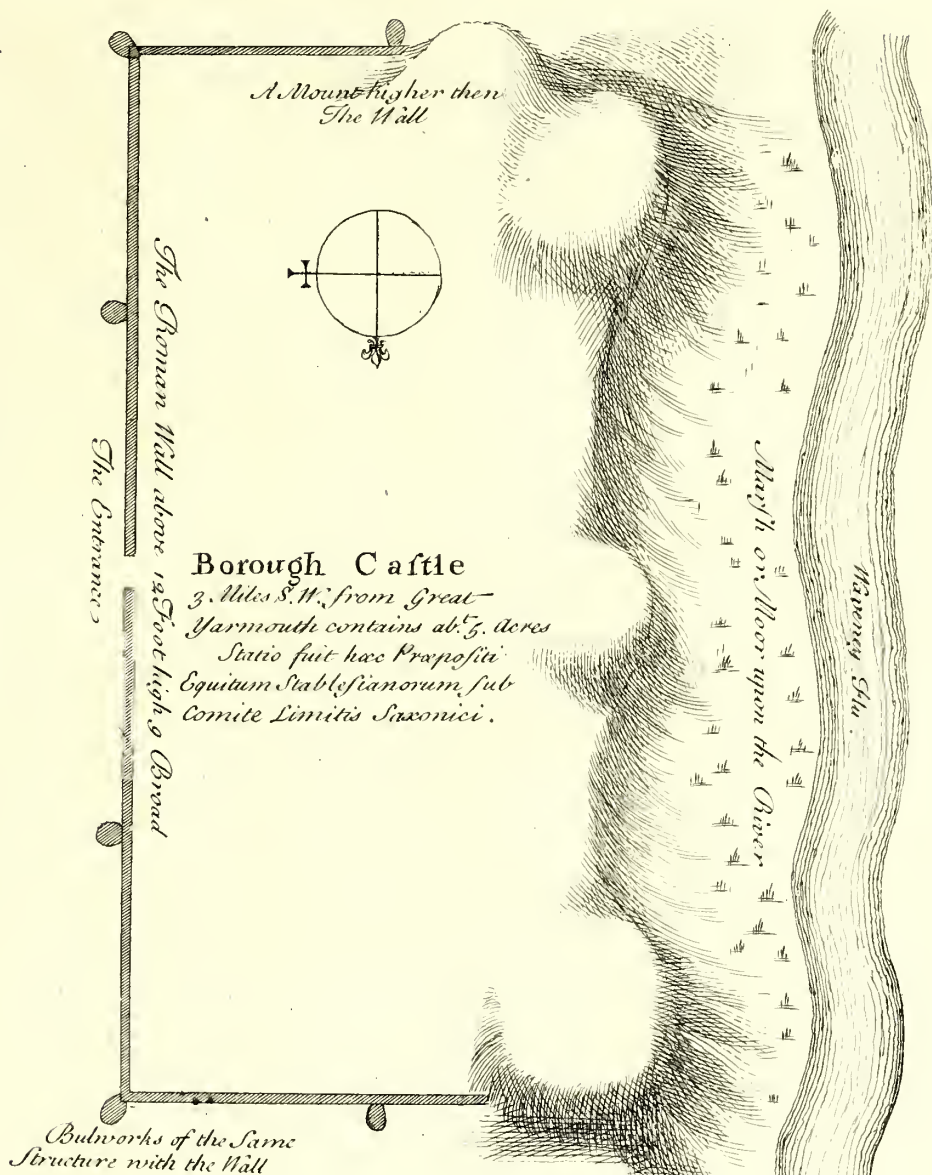 A Mount higher then
The Wall
The Roman Wall above 12 Foot high 9 Broad
The Entrance
Borough Caſtle
3. Miles S.W. from Great
Yarmouth contains ab.t 5. Acres
Statio fuit hæc Præpoſiti
Equitum Stableſianorum ſub
Comite Limitis Saxonici.
Marſh or Moor upon the River
Waveney Flu.
Bulworks of the Same
Structure with the Wall